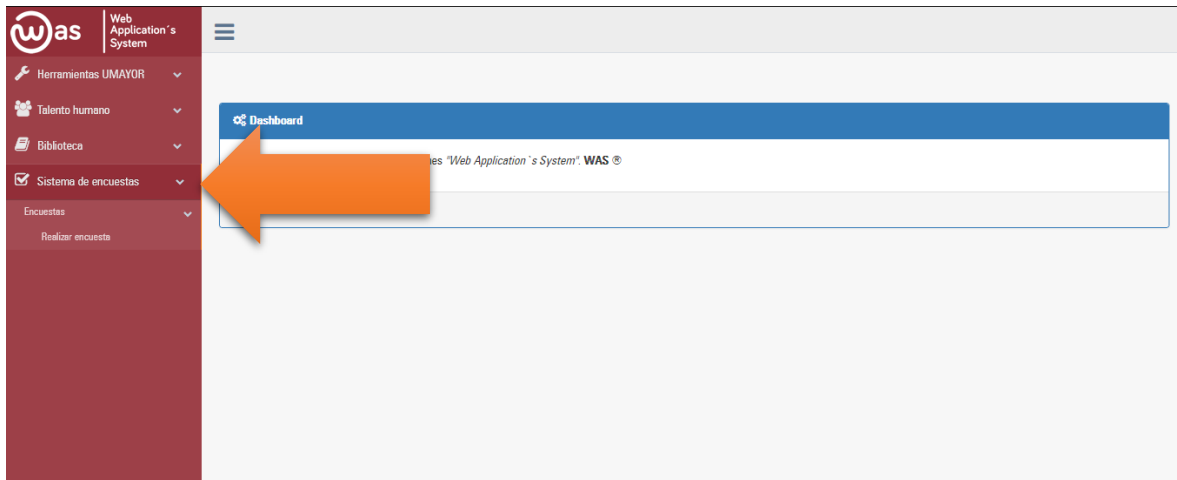 was
Web
Application´s
System
Herramientas UMAYOR
Talento humano
Biblioteca
Sistema de encuestas
Encuestas
Realizar encuesta
Dashboard
"Web Application`s System". WAS ®